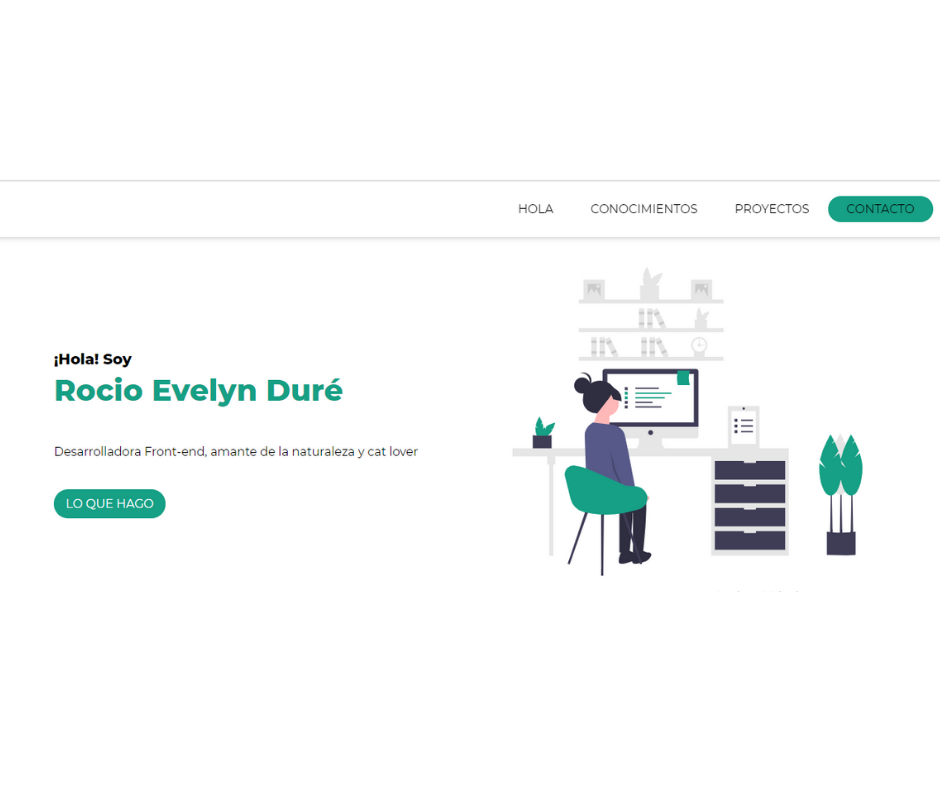 HOLA CONOCIMIENTOS PROYECTOS CONTACTO
¡Hola! Soy
Rocio Evelyn Duré
Desarrolladora Front-end, amante de la naturaleza y cat lover
LO QUE HAGO